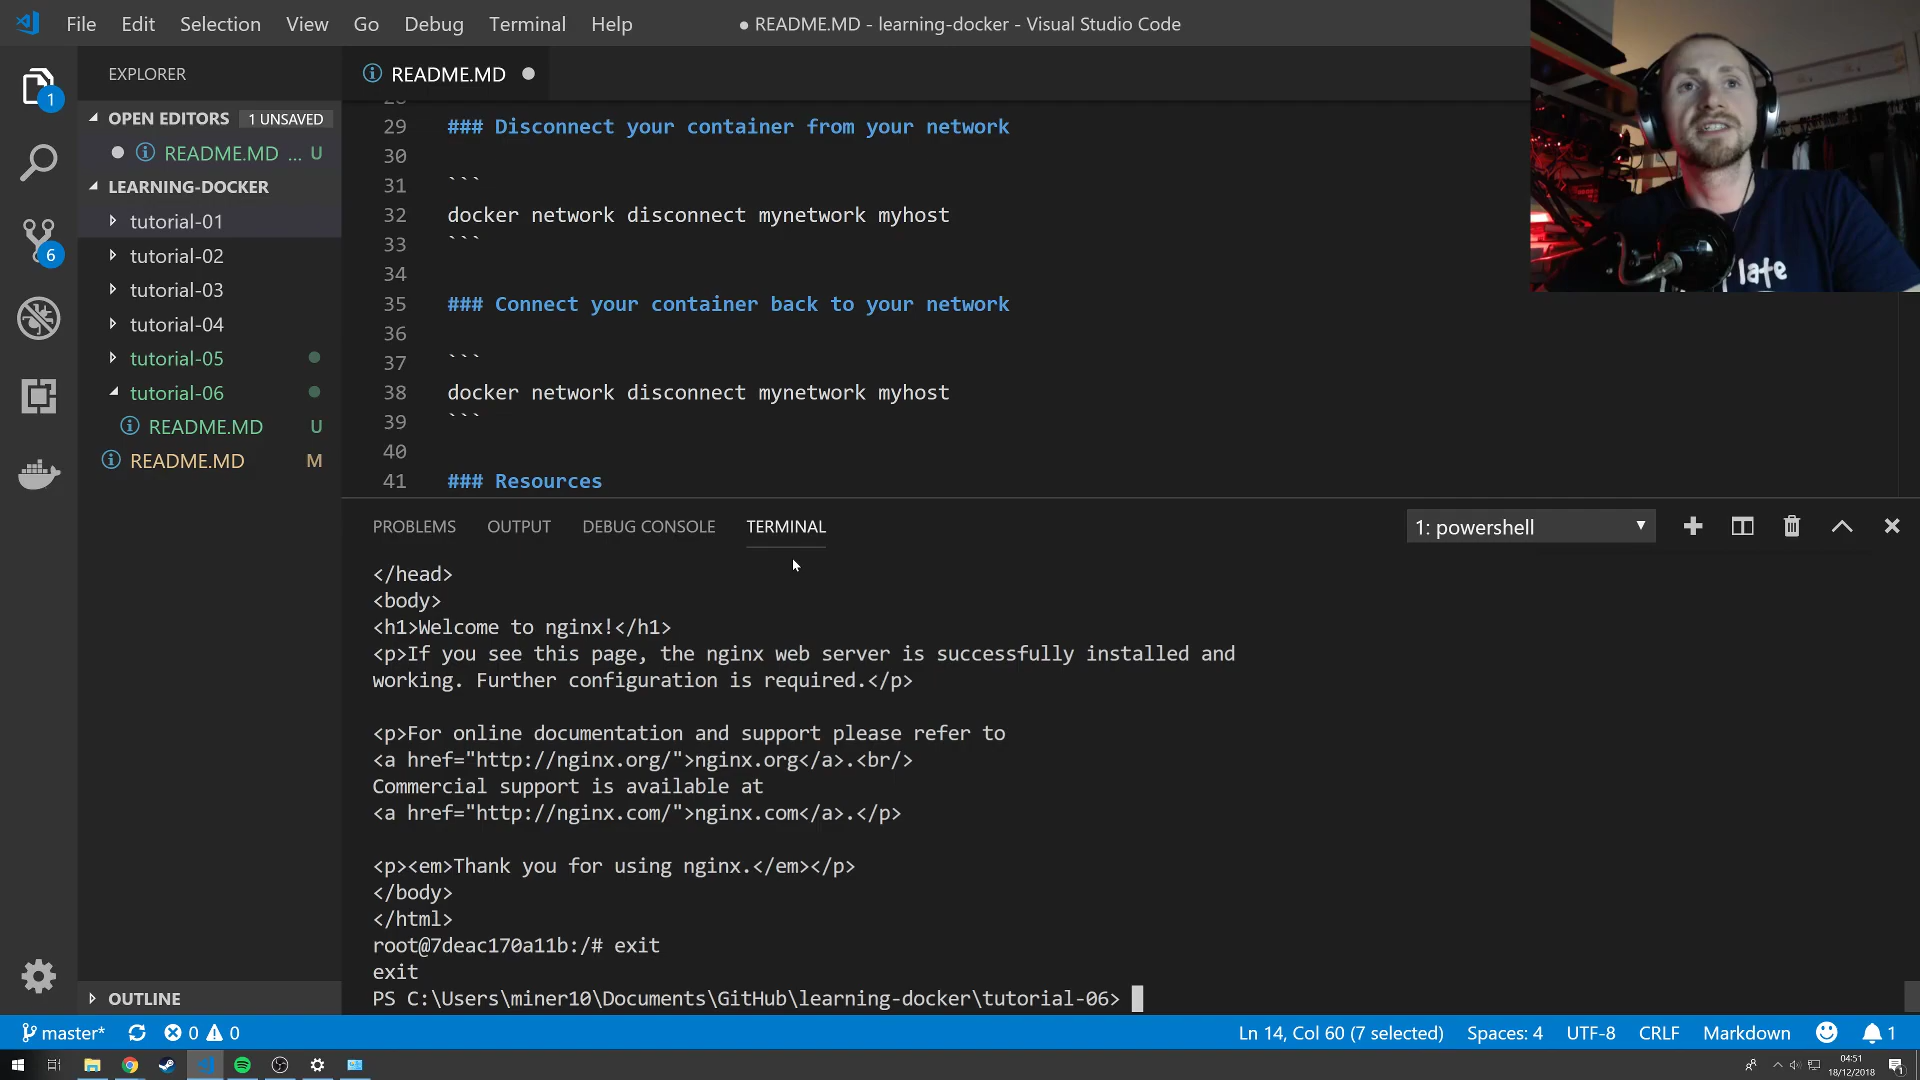 File Edit Selection View Go Debug Terminal Help
● README.MD - learning-docker - Visual Studio Code
EXPLORER
OPEN EDITORS 1 UNSAVED
README.MD ... U
LEARNING-DOCKER
tutorial-01
tutorial-02
tutorial-03
tutorial-04
tutorial-05
tutorial-06
README.MD U
README.MD M
OUTLINE
1
6
README.MD
29 ### Disconnect your container from your network
30
31 ```
32 docker network disconnect mynetwork myhost
33 ```
34
35 ### Connect your container back to your network
36
37 ```
38 docker network disconnect mynetwork myhost
39 ```
40
41 ### Resources
late
PROBLEMS OUTPUT DEBUG CONSOLE TERMINAL
1: powershell
</head>
<body>
<h1>Welcome to nginx!</h1>
<p>If you see this page, the nginx web server is successfully installed and
working. Further configuration is required.</p>
<p>For online documentation and support please refer to
<a href="http://nginx.org/">nginx.org</a>.<br/>
Commercial support is available at
<a href="http://nginx.com/">nginx.com</a>.</p>
<p><em>Thank you for using nginx.</em></p>
</body>
</html>
root@7deac170a11b:/# exit
exit
PS C:\Users\miner10\Documents\GitHub\learning-docker\tutorial-06>
master* 0 0
Ln 14, Col 60 (7 selected) Spaces: 4 UTF-8 CRLF Markdown 1
04:51
18/12/2018